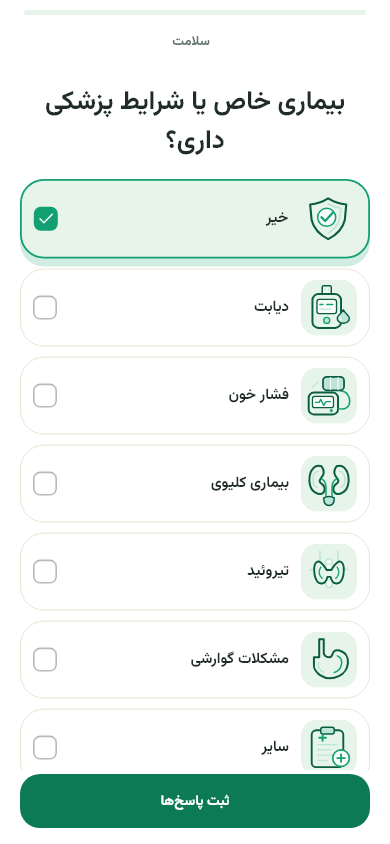 سلامت
بیماری خاص یا شرایط پزشکی
داری؟
خیر
دیابت
فشار خون
بیماری کلیوی
تیروئید
مشکلات گوارشی
سایر
ثبت پاسخ‌ها